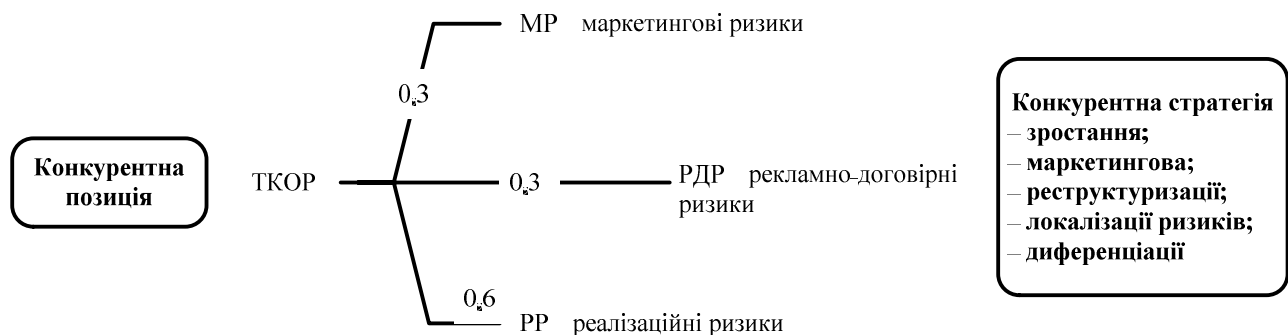 МР маркетингові ризики
0,3
Конкурентна
позиція
ТКОР
0,3
РДР рекламно-договірні
ризики
0,6
РР реалізаційні ризики
Конкурентна стратегія
– зростання;
– маркетингова;
– реструктуризації;
– локалізації ризиків;
– диференціації